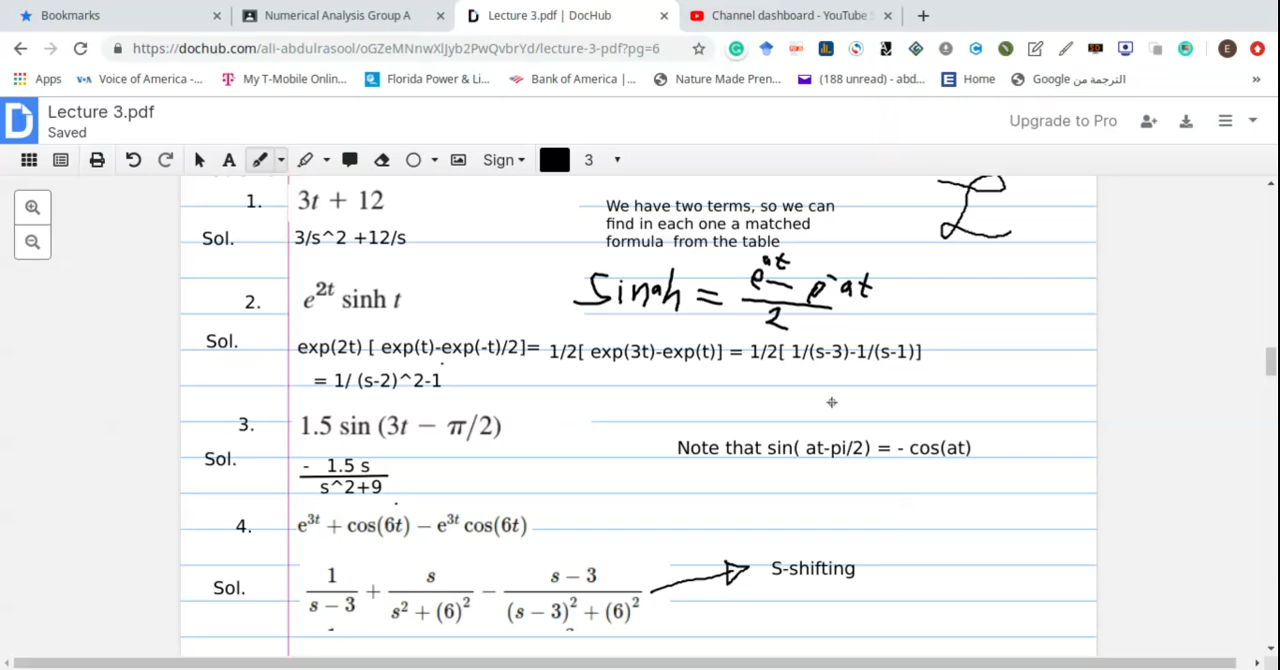 Bookmarks
Numerical Analysis Group A
Lecture 3.pdf | DocHub
Channel dashboard - YouTube
https://dochub.com/ali-abdulrasool/oGZeMNnwXlJyb2PwQvbrYd/lecture-3-pdf?pg=6
E
Apps
VOA Voice of America -...
My T-Mobile Onlin...
Florida Power & Li...
Bank of America |...
Nature Made Pren...
(188 unread) - abd...
Home
الترجمة من Google
»
Lecture 3.pdf
Saved
Upgrade to Pro
A
Sign
3
1. 3t + 12
We have two terms, so we can
find in each one a matched
formula from the table
Sol. 3/s^2 +12/s
2. e^2t sinh t
Sinah = e^at - e^-at / 2
Sol. exp(2t) [ exp(t)-exp(-t)/2]= 1/2[ exp(3t)-exp(t)] = 1/2[ 1/(s-3)-1/(s-1)]
= 1/ (s-2)^2-1
3. 1.5 sin (3t − π/2)
Note that sin( at-pi/2) = - cos(at)
Sol. - 1.5 s
s^2+9
4. e^3t + cos(6t) − e^3t cos(6t)
Sol. 1 / s − 3 + s / s² + (6)² − s − 3 / (s − 3)² + (6)²
S-shifting